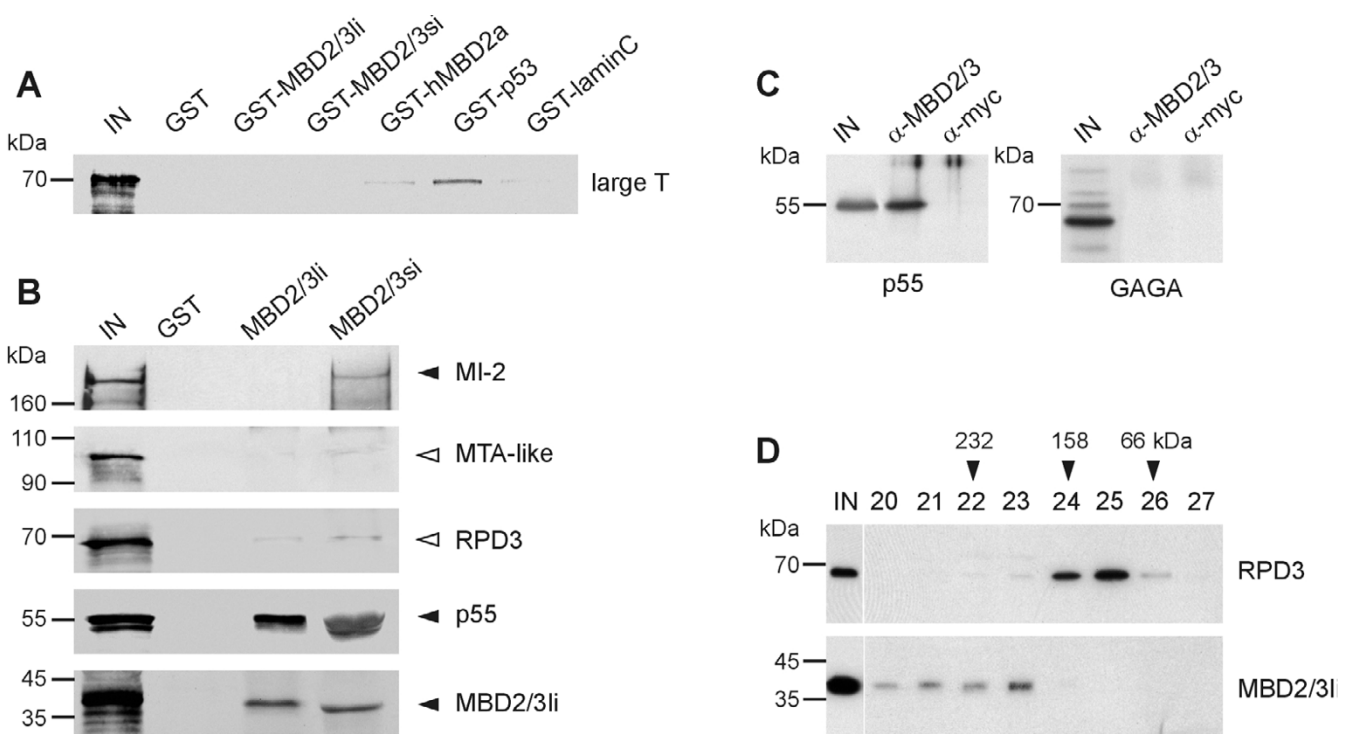 A
IN GST GST-MBD2/3li GST-MBD2/3si GST-hMBD2a GST-p53 GST-laminC
kDa
70 large T
B
IN GST MBD2/3li MBD2/3si
kDa
MI-2
160
110
MTA-like
90
70 RPD3
55 p55
45
MBD2/3li
35
C
IN α-MBD2/3 α-myc
kDa
55
p55
IN α-MBD2/3 α-myc
kDa
70
GAGA
D
232 158 66 kDa
IN 20 21 22 23 24 25 26 27
kDa
70 RPD3
45
MBD2/3li
35